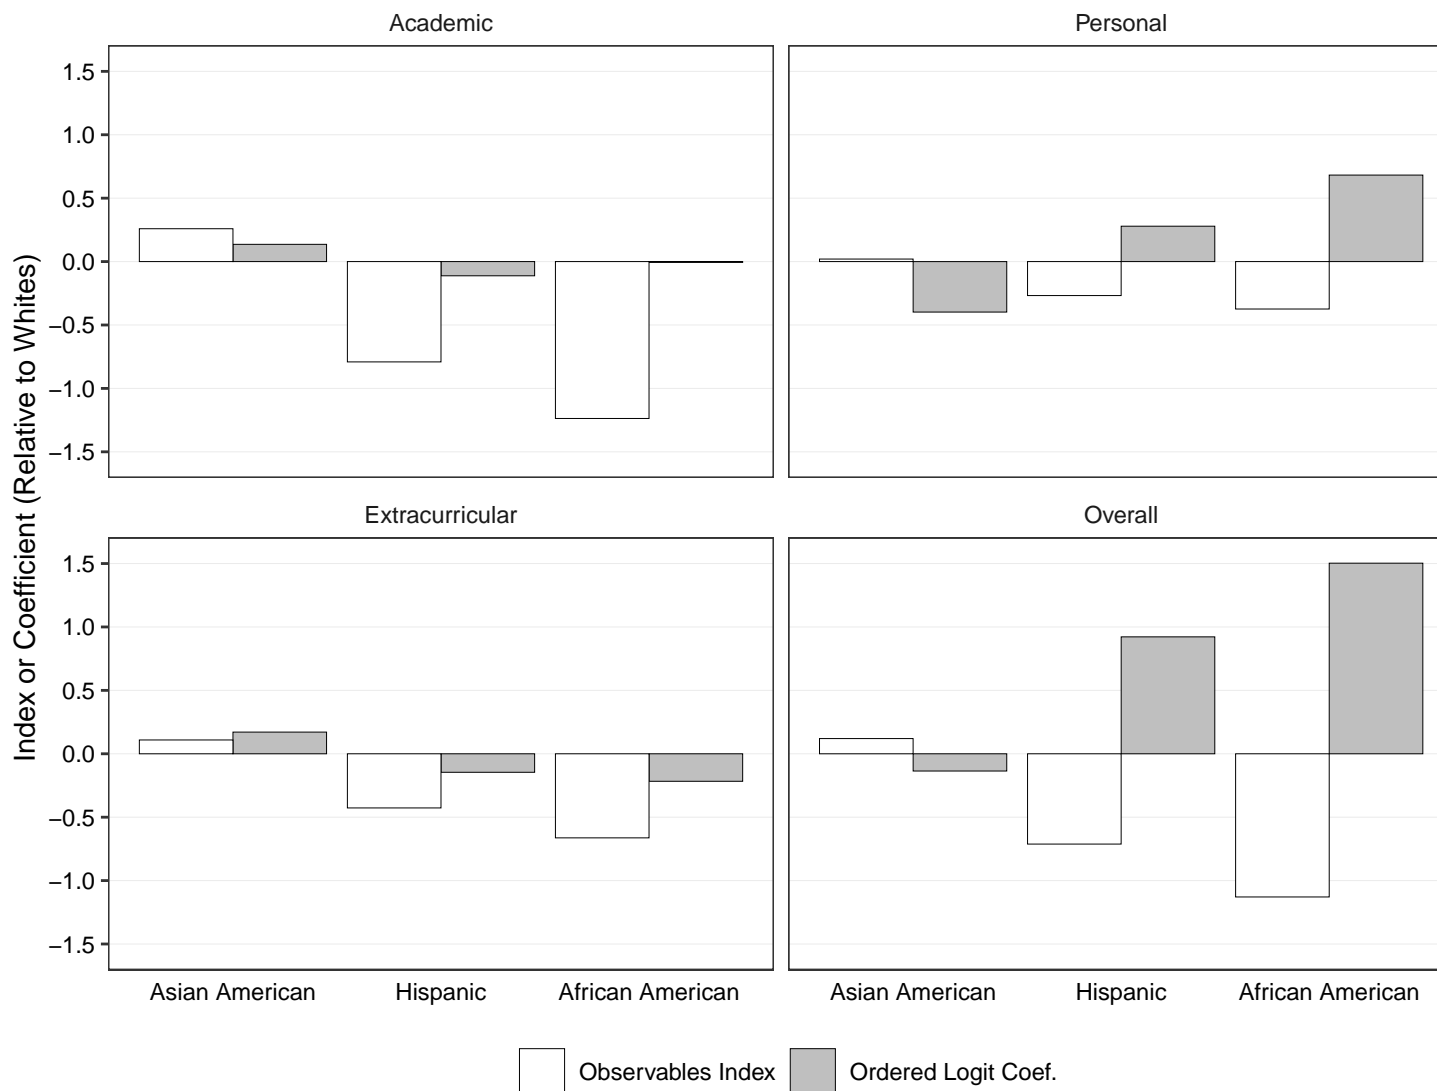 Academic
Personal
Index or Coefficient (Relative to Whites)
1.5
1.0
0.5
0.0
−0.5
−1.0
−1.5
Extracurricular
Overall
1.5
1.0
0.5
0.0
−0.5
−1.0
−1.5
Asian American
Hispanic
African American
Asian American
Hispanic
African American
Observables Index
Ordered Logit Coef.